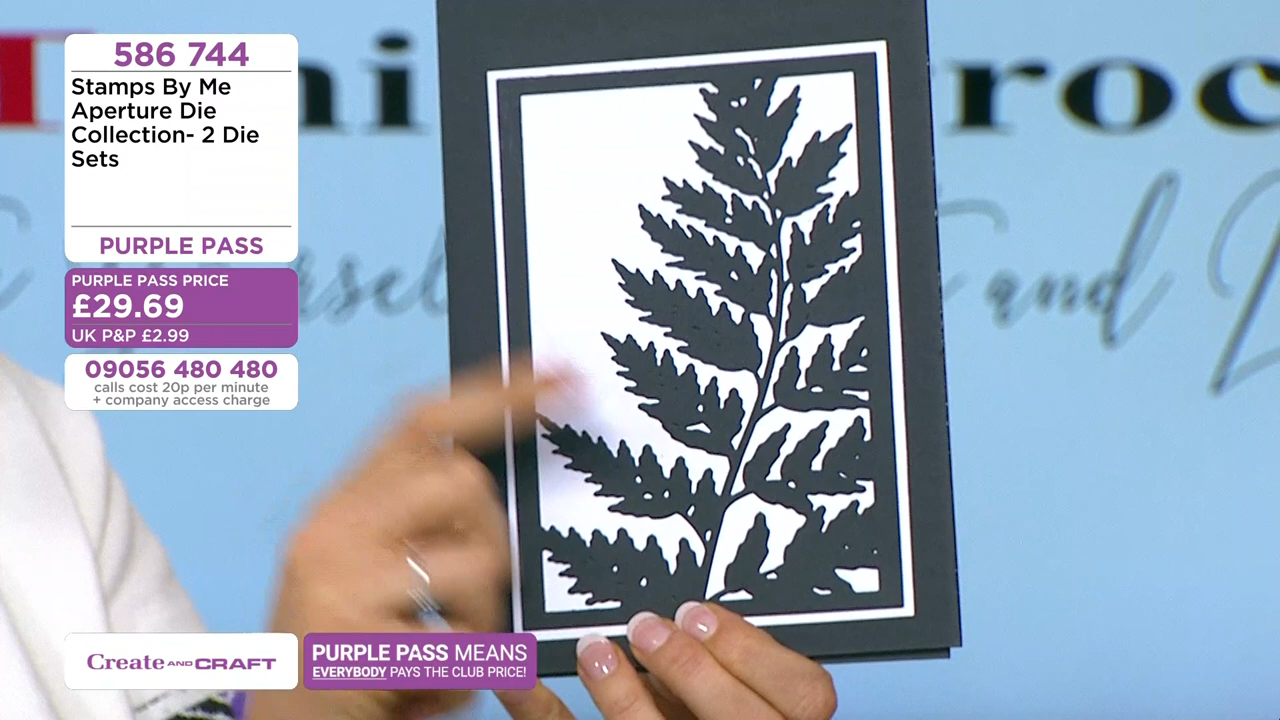 586 744
Stamps By Me
Aperture Die
Collection- 2 Die
Sets
PURPLE PASS
PURPLE PASS PRICE
£29.69
UK P&P £2.99
09056 480 480
calls cost 20p per minute
+ company access charge
Create AND CRAFT
PURPLE PASS MEANS
EVERYBODY PAYS THE CLUB PRICE!
and